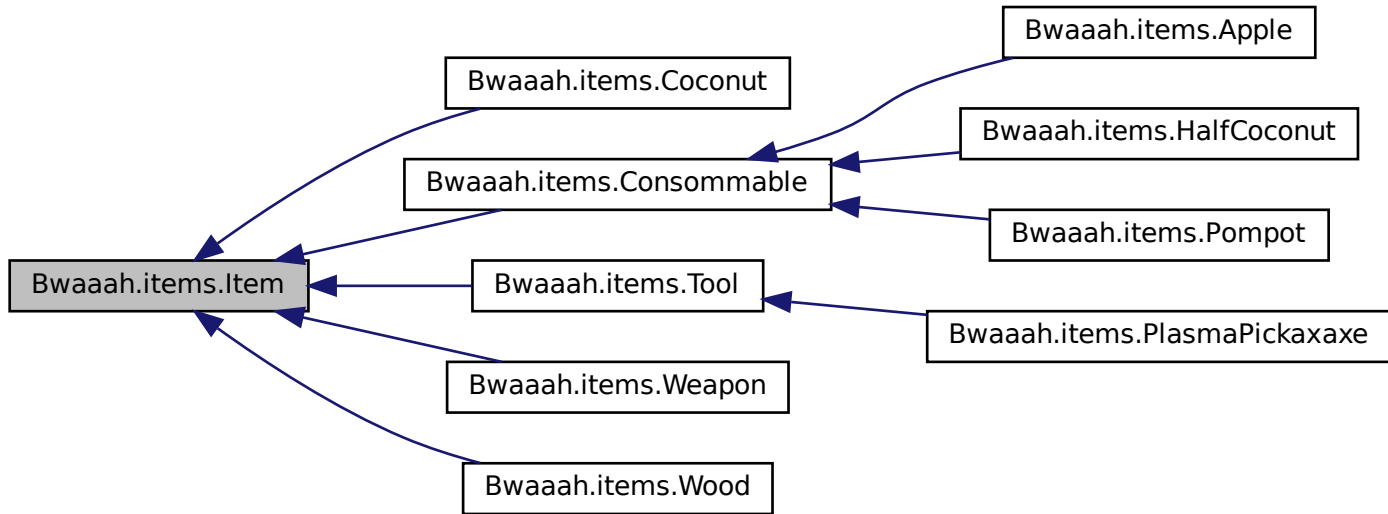 Bwaaah.items.Apple
Bwaaah.items.Coconut
Bwaaah.items.HalfCoconut
Bwaaah.items.Consommable
Bwaaah.items.Pompot
Bwaaah.items.Item
Bwaaah.items.Tool
Bwaaah.items.PlasmaPickaxaxe
Bwaaah.items.Weapon
Bwaaah.items.Wood